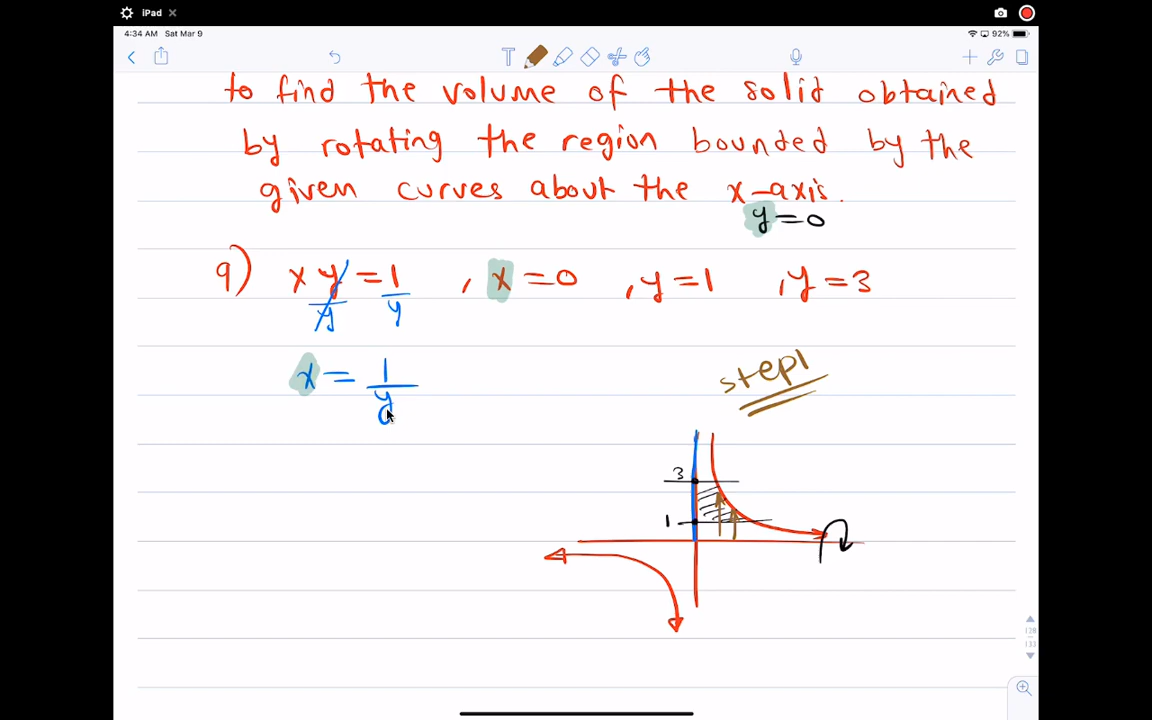 iPad
4:34 AM Sat Mar 9
92%
T
to find the volume of the solid obtained
by rotating the region bounded by the
given curves about the x-axis.
y=0
9) x y = 1 , x = 0 , y = 1 , y = 3
y y
x = 1
y
step1
3
1
128
133